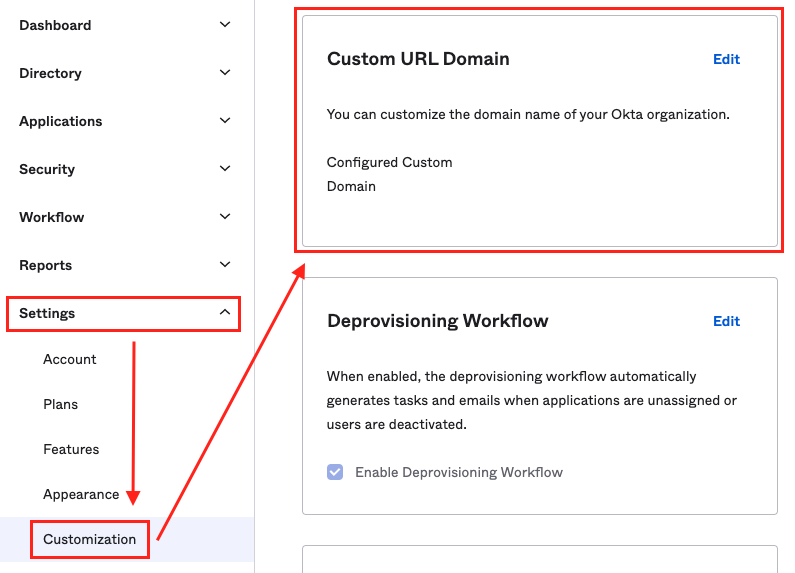 Dashboard
Directory
Applications
Security
Workflow
Reports
Settings
Account
Plans
Features
Appearance
Customization
Custom URL Domain
Edit
You can customize the domain name of your Okta organization.
Configured Custom
Domain
Deprovisioning Workflow
Edit
When enabled, the deprovisioning workflow automatically
generates tasks and emails when applications are unassigned or
users are deactivated.
Enable Deprovisioning Workflow